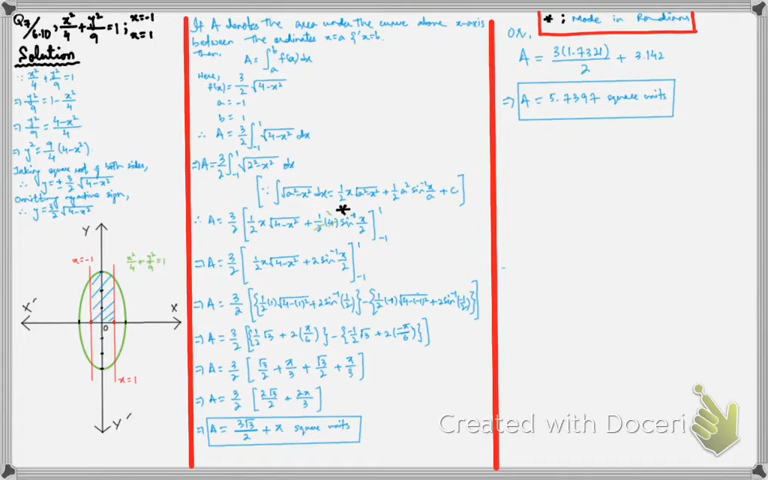 Q7/6.10; x²/4 + y²/9 = 1; x=-1
x=1
Solution
∵ x²/4 + y²/9 = 1
⇒ y²/9 = 1 - x²/4
⇒ y²/9 = (4-x²)/4
⇒ y² = 9/4 (4-x²)
Taking square root of both sides,
∴ y = ± 3/2 √(4-x²)
Omitting negative sign,
∴ y = 3/2 √(4-x²)
Y
x=-1
x²/4 + y²/9 = 1
X'
X
0
x=1
Y'
If A denotes the area under the curve above x-axis
between the ordinates x=a & x=b.
then,
A = ∫_a^b f(x) dx
Here,
f(x) = 3/2 √(4-x²)
a = -1
b = 1
∴ A = 3/2 ∫_{-1}^{1} √(4-x²) dx
⇒ A = 3/2 ∫_{-1}^{1} √(2²-x²) dx
[∵ ∫√(a²-x²) dx = 1/2 x √(a²-x²) + 1/2 a² sin⁻¹ x/a + c]
*
∴ A = 3/2 [1/2 x √(4-x²) + 1/2 (4) sin⁻¹ x/2]_{-1}^{1}
⇒ A = 3/2 [1/2 x √(4-x²) + 2 sin⁻¹ x/2]_{-1}^{1}
⇒ A = 3/2 [{1/2 (1) √(4-(1)²) + 2 sin⁻¹(1/2)} - {1/2 (-1) √(4-(-1)²) + 2 sin⁻¹(-1/2)}]
⇒ A = 3/2 [{1/2 √3 + 2(π/6)} - {-1/2 √3 + 2(-π/6)}]
⇒ A = 3/2 [√3/2 + π/3 + √3/2 + π/3]
⇒ A = 3/2 [2√3/2 + 2π/3]
⇒ A = 3√3/2 + π square units
* : Mode in Radians
OR,
A = 3(1.7321)/2 + 3.142
⇒ A = 5.7397 square units
Created with Doceri